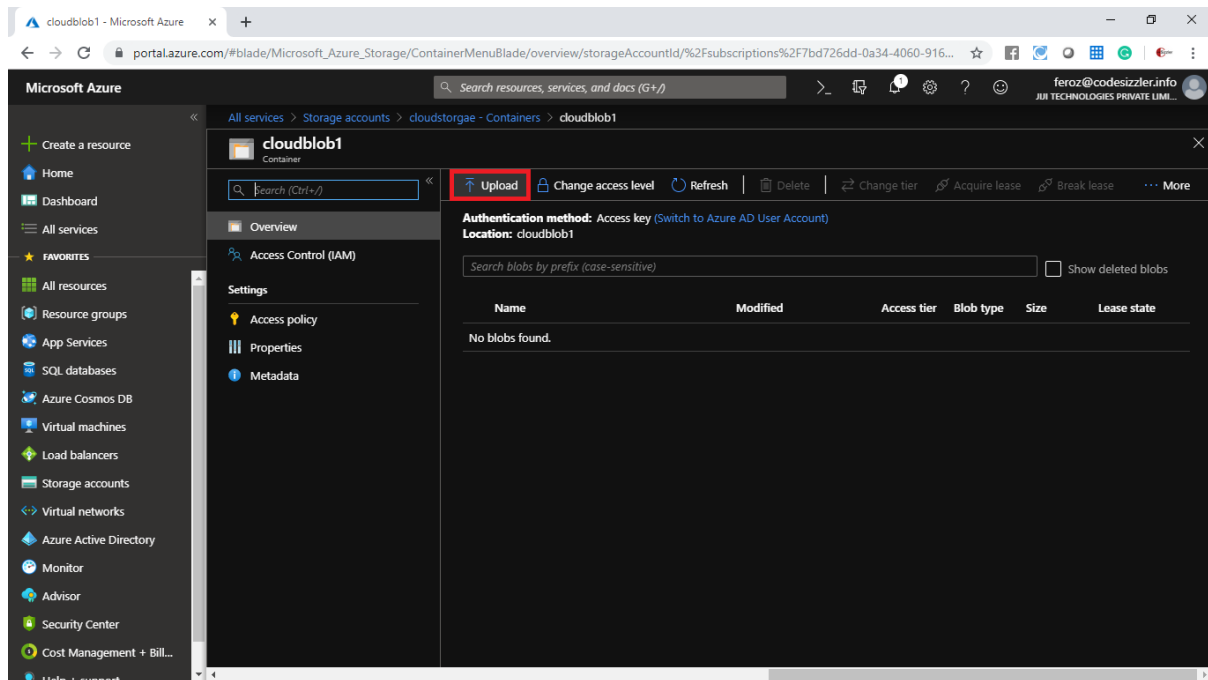 cloudblob1 - Microsoft Azure
portal.azure.com/#blade/Microsoft_Azure_Storage/ContainerMenuBlade/overview/storageAccountId/%2Fsubscriptions%2F7bd726dd-0a34-4060-916...
Microsoft Azure
Search resources, services, and docs (G+/)
1
feroz@codesizzler.info
JIJI TECHNOLOGIES PRIVATE LIMI...
All services > Storage accounts > cloudstorgae - Containers > cloudblob1
Create a resource
Home
Dashboard
All services
FAVORITES
All resources
Resource groups
App Services
SQL databases
Azure Cosmos DB
Virtual machines
Load balancers
Storage accounts
Virtual networks
Azure Active Directory
Monitor
Advisor
Security Center
Cost Management + Bill...
Help + support
cloudblob1
Container
Search (Ctrl+/)
Overview
Access Control (IAM)
Settings
Access policy
Properties
Metadata
Upload Change access level Refresh Delete Change tier Acquire lease Break lease ... More
Authentication method: Access key (Switch to Azure AD User Account)
Location: cloudblob1
Search blobs by prefix (case-sensitive)
Show deleted blobs
Name Modified Access tier Blob type Size Lease state
No blobs found.